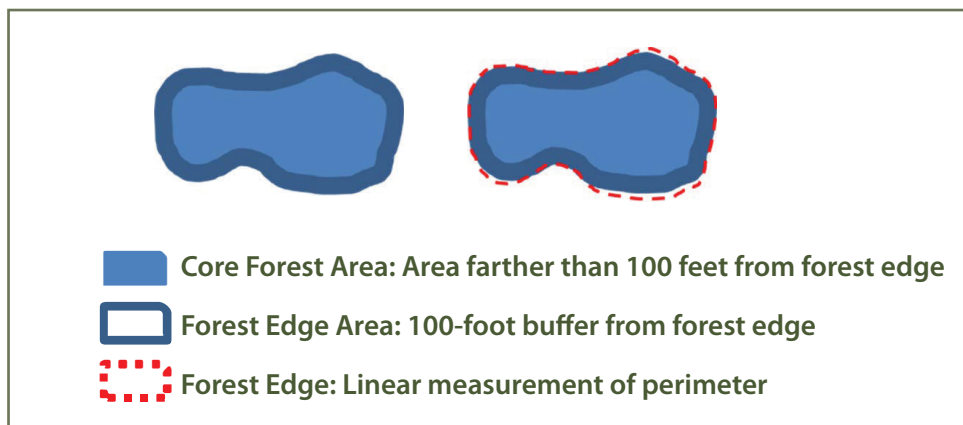 Core Forest Area: Area farther than 100 feet from forest edge
Forest Edge Area: 100-foot buffer from forest edge
Forest Edge: Linear measurement of perimeter